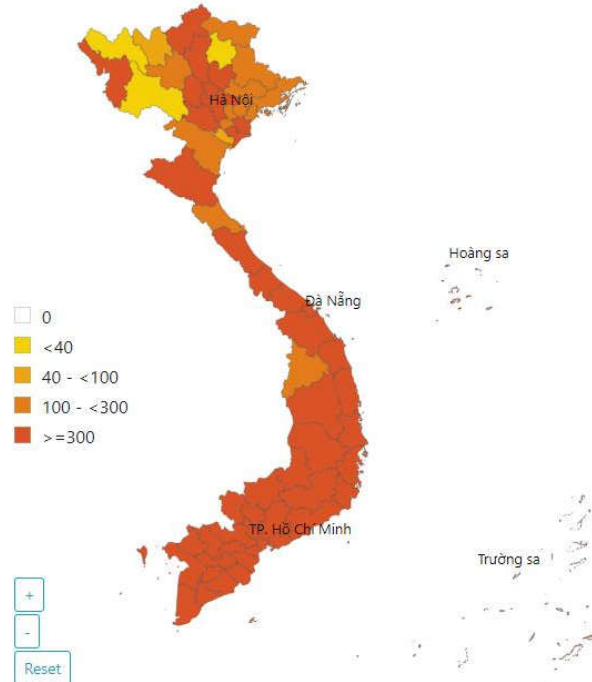 Hà Nội
Hoàng sa
Đà Nẵng
0
<40
40 - <100
100 - <300
>=300
TP. Hồ Chí Minh
Trường sa
+
-
Reset